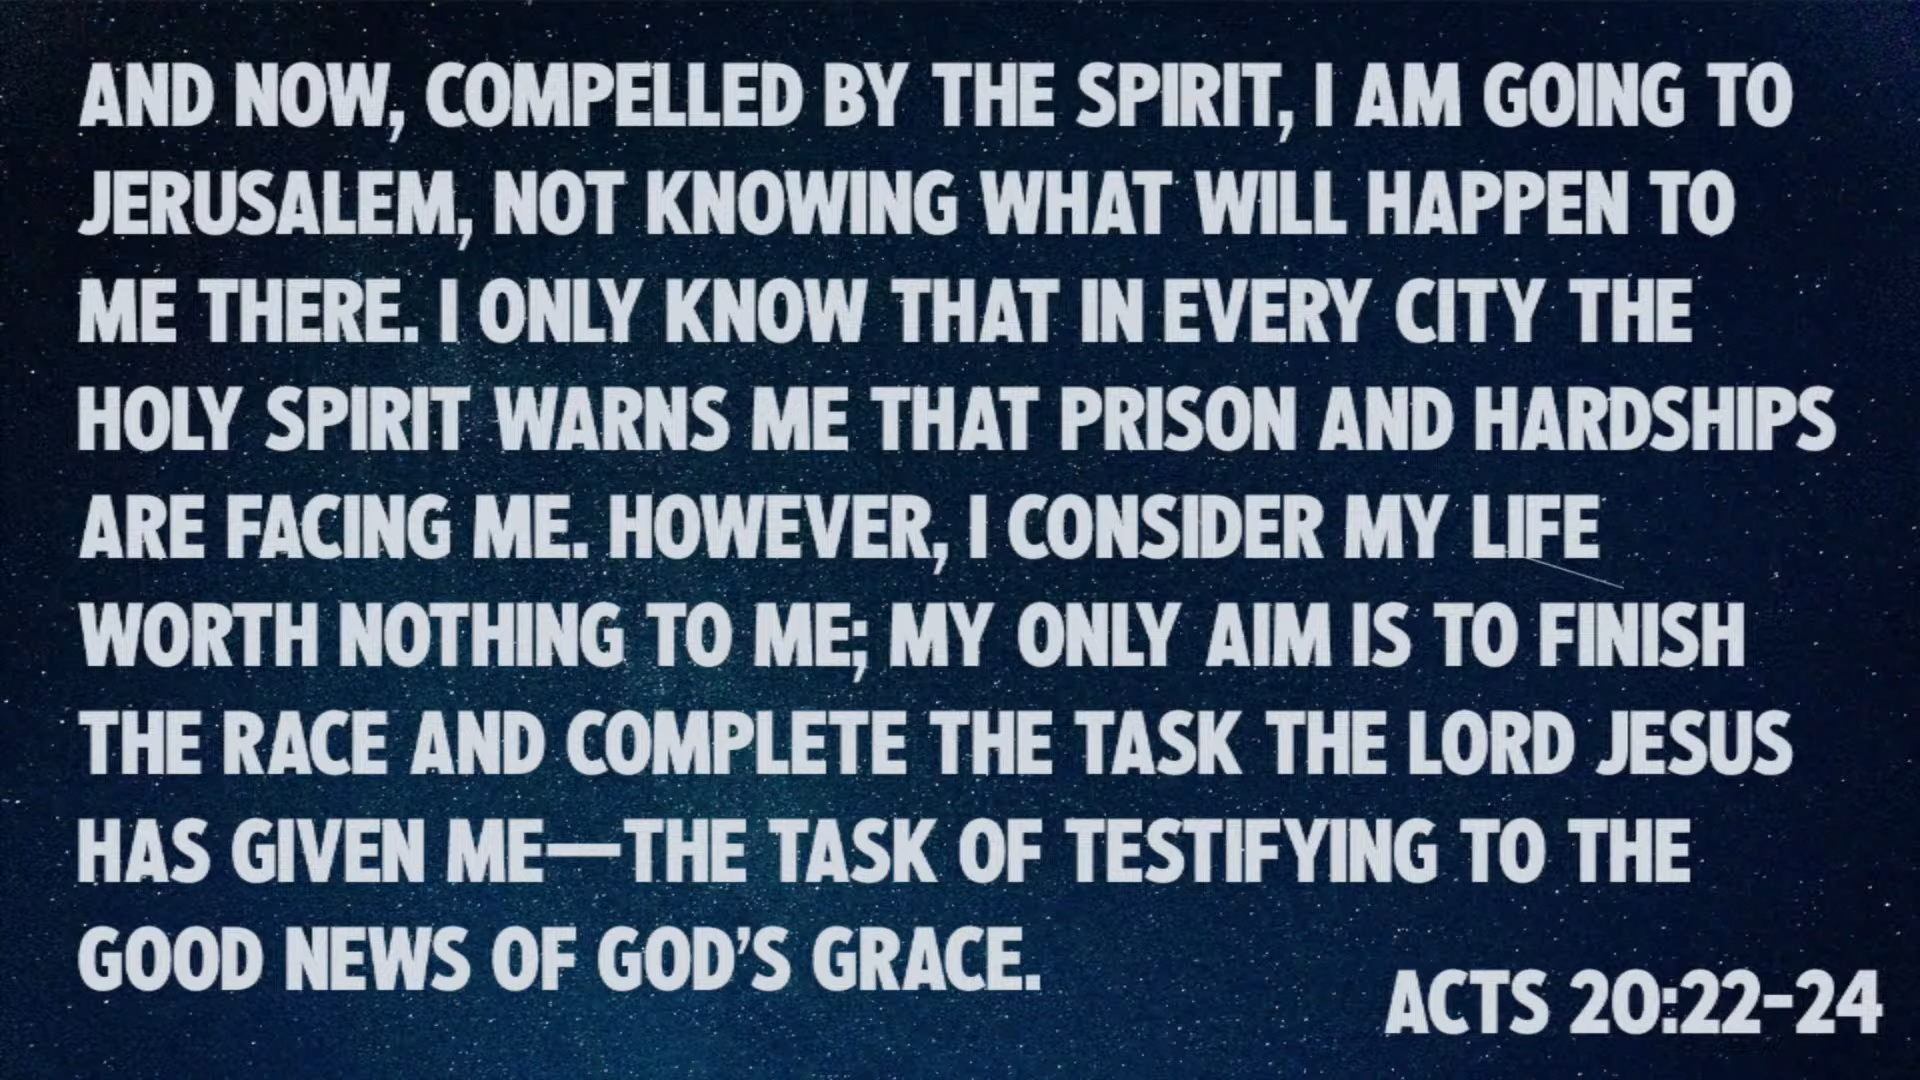 AND NOW, COMPELLED BY THE SPIRIT, I AM GOING TO
JERUSALEM, NOT KNOWING WHAT WILL HAPPEN TO
ME THERE. I ONLY KNOW THAT IN EVERY CITY THE
HOLY SPIRIT WARNS ME THAT PRISON AND HARDSHIPS
ARE FACING ME. HOWEVER, I CONSIDER MY LIFE
WORTH NOTHING TO ME; MY ONLY AIM IS TO FINISH
THE RACE AND COMPLETE THE TASK THE LORD JESUS
HAS GIVEN ME—THE TASK OF TESTIFYING TO THE
GOOD NEWS OF GOD’S GRACE.
ACTS 20:22-24